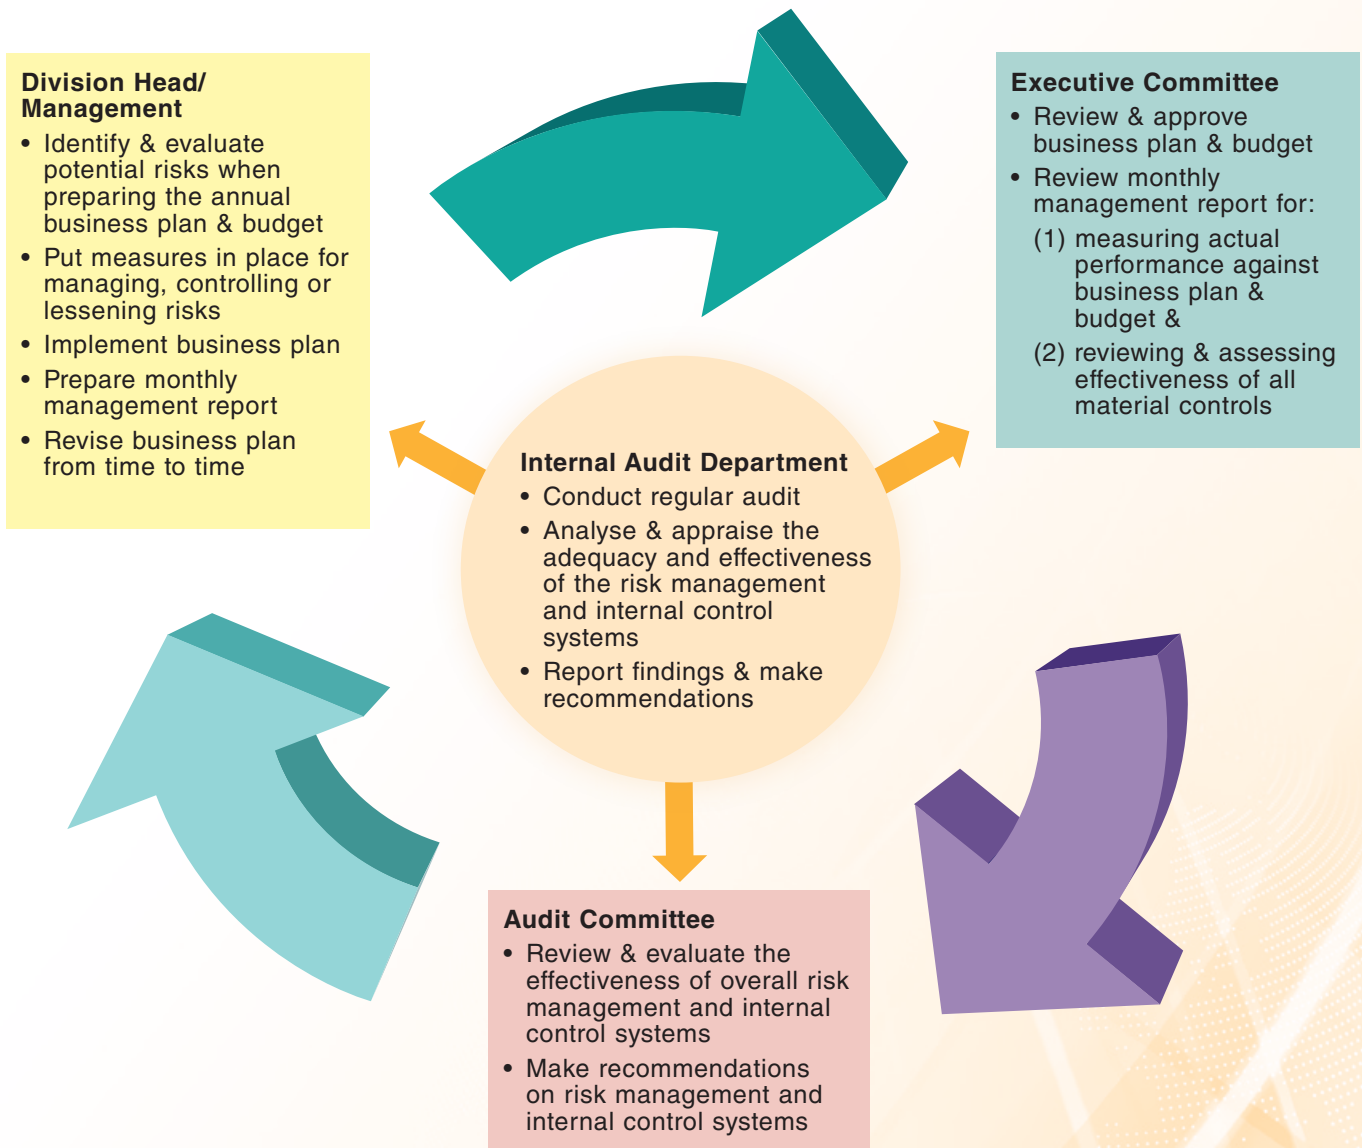 Division Head/
Management
• Identify & evaluate
potential risks when
preparing the annual
business plan & budget
• Put measures in place for
managing, controlling or
lessening risks
• Implement business plan
• Prepare monthly
management report
• Revise business plan
from time to time
Executive Committee
• Review & approve
business plan & budget
• Review monthly
management report for:
(1) measuring actual
performance against
business plan &
budget &
(2) reviewing & assessing
effectiveness of all
material controls
Internal Audit Department
• Conduct regular audit
• Analyse & appraise the
adequacy and effectiveness
of the risk management
and internal control
systems
• Report findings & make
recommendations
Audit Committee
• Review & evaluate the
effectiveness of overall risk
management and internal
control systems
• Make recommendations
on risk management and
internal control systems